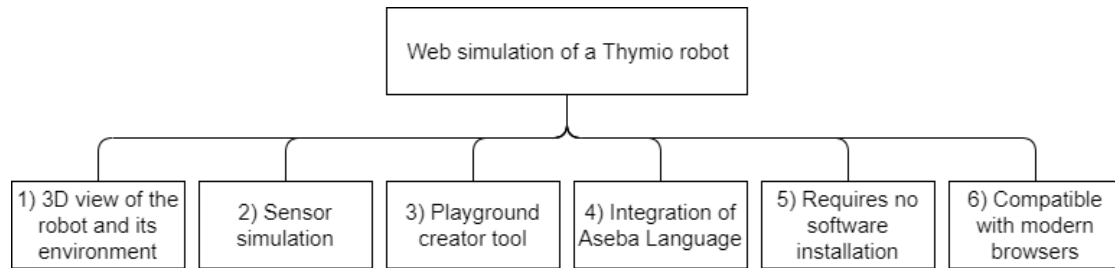 Web simulation of a Thymio robot
1) 3D view of the
robot and its
environment
2) Sensor
simulation
3) Playground
creator tool
4) Integration of
Aseba Language
5) Requires no
software
installation
6) Compatible
with modern
browsers